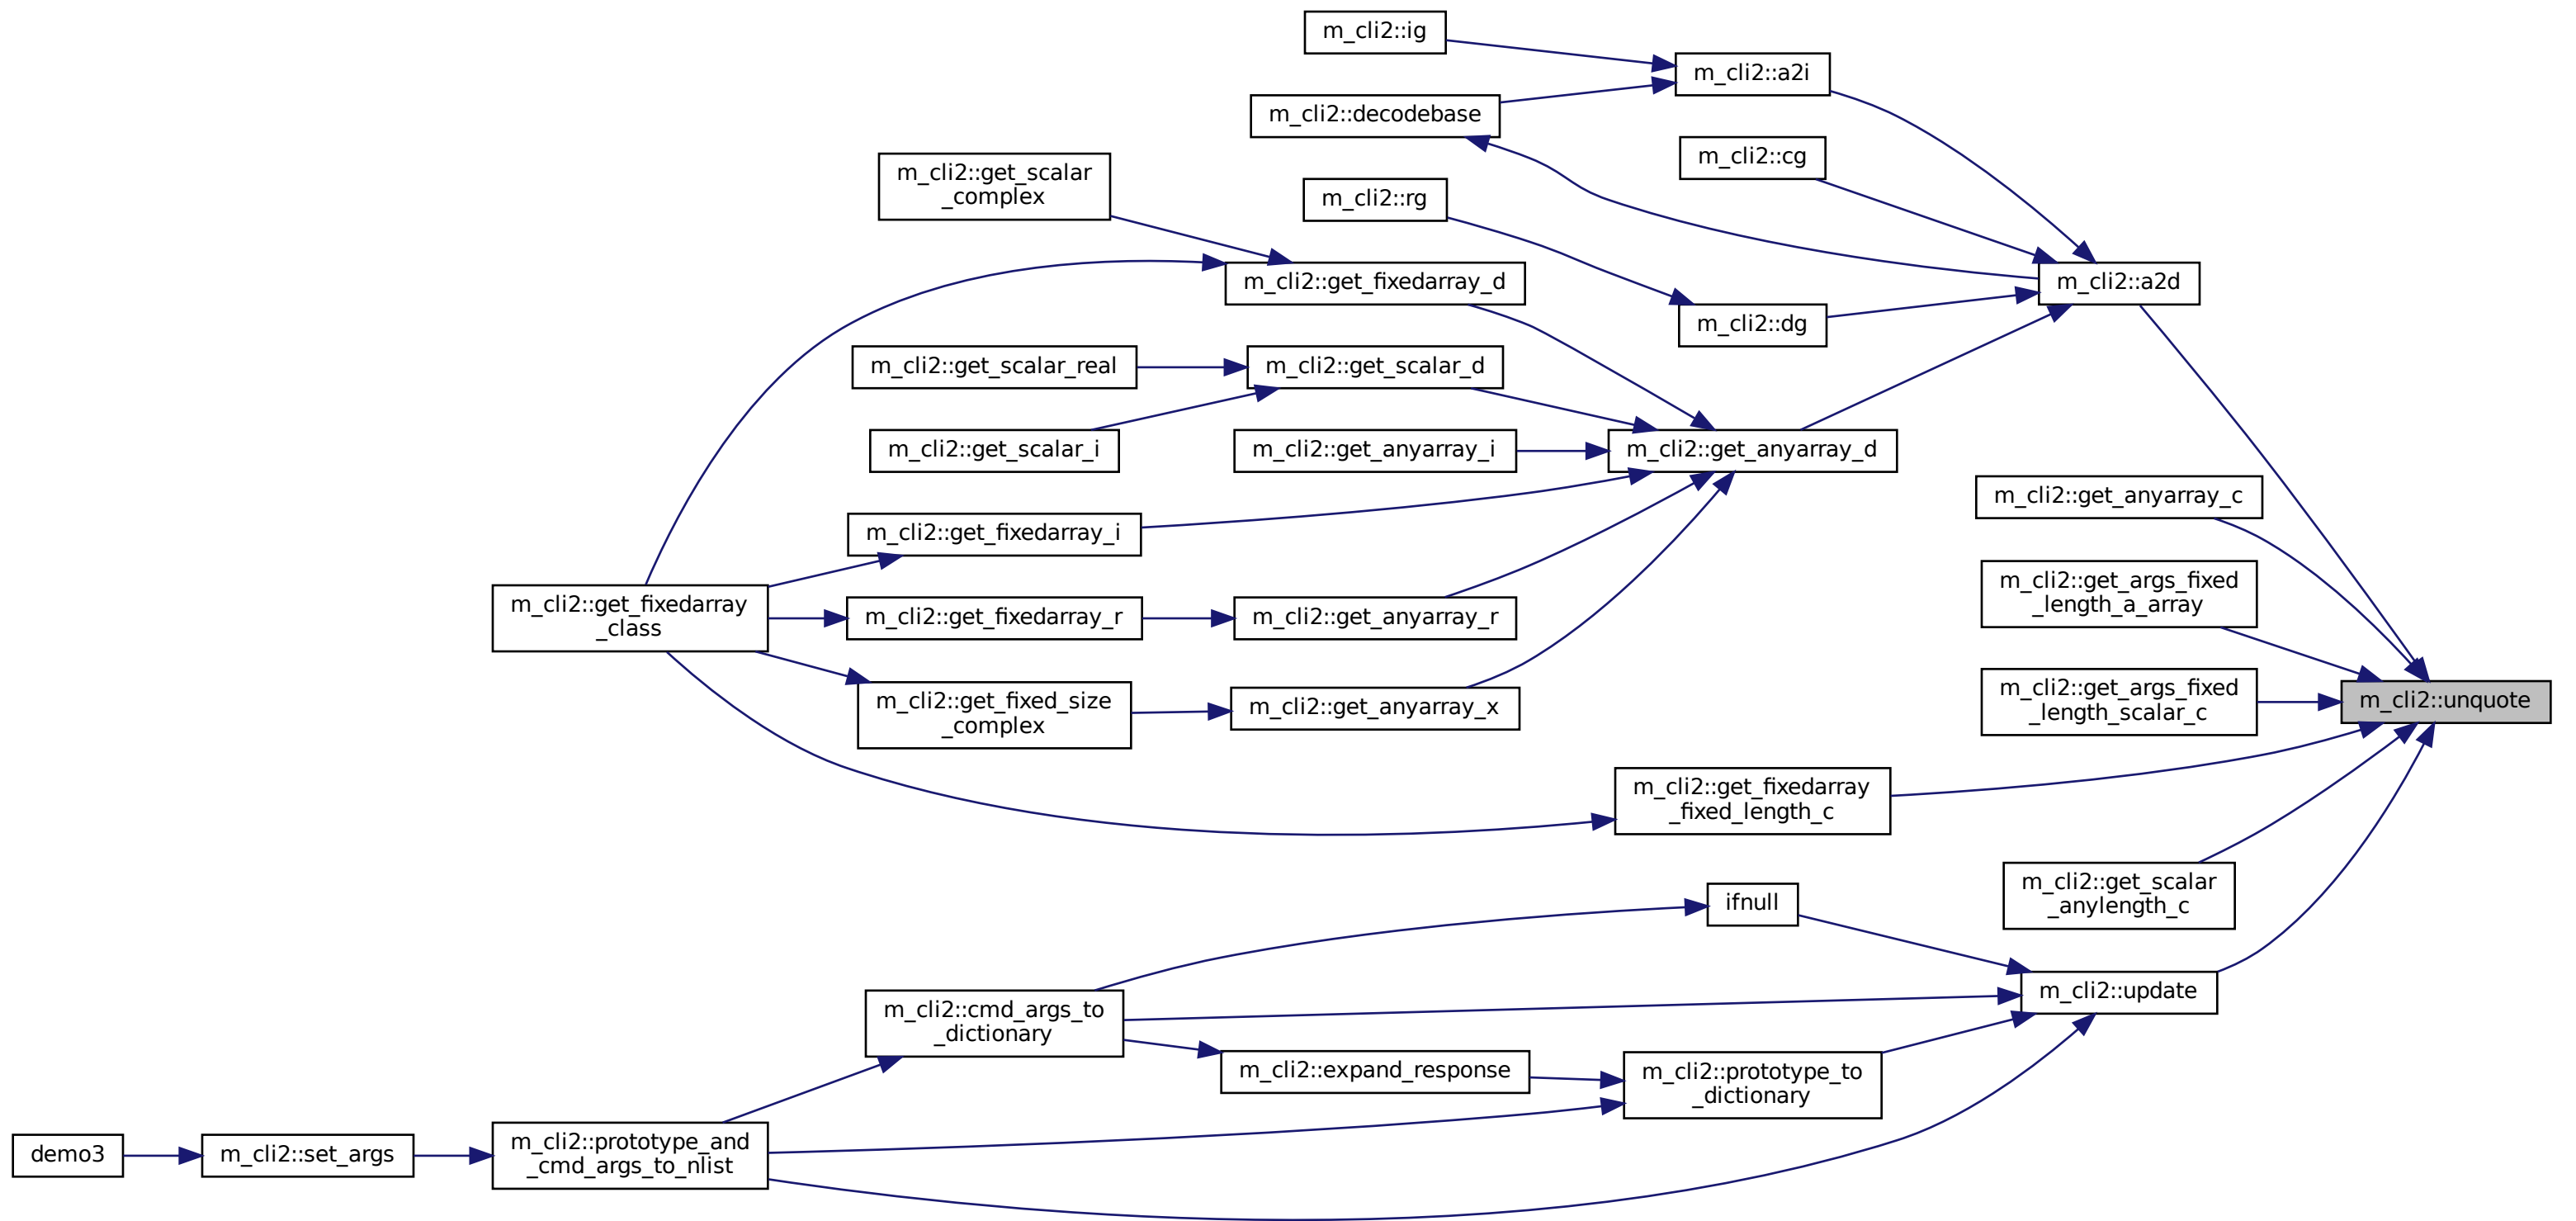 m_cli2::ig
m_cli2::a2i
m_cli2::decodebase
m_cli2::cg
m_cli2::get_scalar
_complex
m_cli2::rg
m_cli2::get_fixedarray_d
m_cli2::a2d
m_cli2::dg
m_cli2::get_scalar_real
m_cli2::get_scalar_d
m_cli2::get_scalar_i
m_cli2::get_anyarray_i
m_cli2::get_anyarray_d
m_cli2::get_anyarray_c
m_cli2::get_fixedarray_i
m_cli2::get_args_fixed
_length_a_array
m_cli2::get_fixedarray
_class
m_cli2::get_fixedarray_r
m_cli2::get_anyarray_r
m_cli2::get_args_fixed
_length_scalar_c
m_cli2::unquote
m_cli2::get_fixed_size
_complex
m_cli2::get_anyarray_x
m_cli2::get_fixedarray
_fixed_length_c
m_cli2::get_scalar
_anylength_c
ifnull
m_cli2::update
m_cli2::cmd_args_to
_dictionary
m_cli2::expand_response
m_cli2::prototype_to
_dictionary
demo3
m_cli2::set_args
m_cli2::prototype_and
_cmd_args_to_nlist